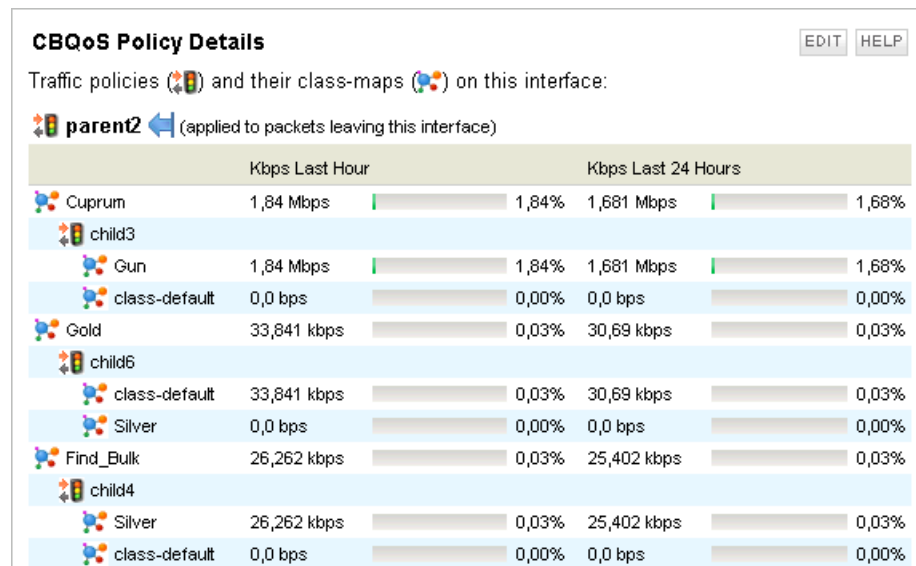 CBQoS Policy Details EDIT HELP
Traffic policies () and their class-maps () on this interface:
parent2 (applied to packets leaving this interface)
Kbps Last Hour Kbps Last 24 Hours
Cuprum 1,84 Mbps 1,84% 1,681 Mbps 1,68%
child3
Gun 1,84 Mbps 1,84% 1,681 Mbps 1,68%
class-default 0,0 bps 0,00% 0,0 bps 0,00%
Gold 33,841 kbps 0,03% 30,69 kbps 0,03%
child6
class-default 33,841 kbps 0,03% 30,69 kbps 0,03%
Silver 0,0 bps 0,00% 0,0 bps 0,00%
Find_Bulk 26,262 kbps 0,03% 25,402 kbps 0,03%
child4
Silver 26,262 kbps 0,03% 25,402 kbps 0,03%
class-default 0,0 bps 0,00% 0,0 bps 0,00%